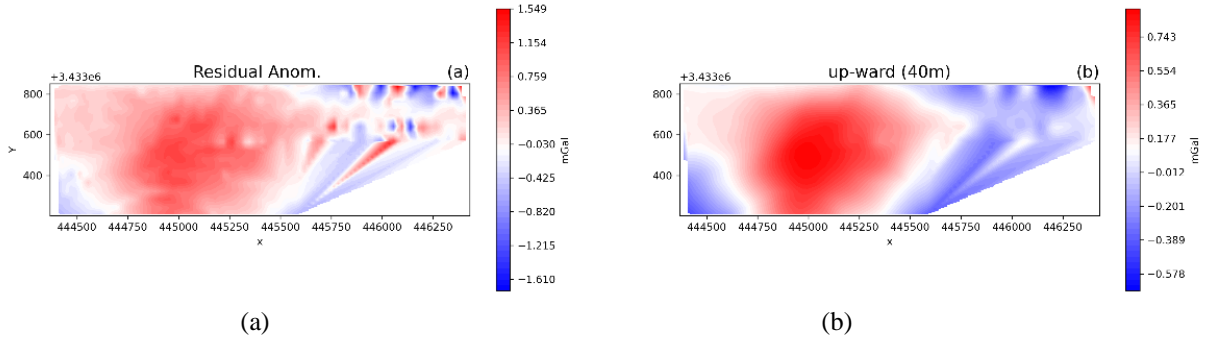 Residual Anom. (a)
+3.433e6
800
600
400
Y
444500 444750 445000 445250 445500 445750 446000 446250
x
1.549
1.154
0.759
0.365
−0.030
−0.425
−0.820
−1.215
−1.610
mGal
(a)
up-ward (40m) (b)
+3.433e6
800
600
400
444500 444750 445000 445250 445500 445750 446000 446250
x
0.743
0.554
0.365
0.177
−0.012
−0.201
−0.389
−0.578
mGal
(b)